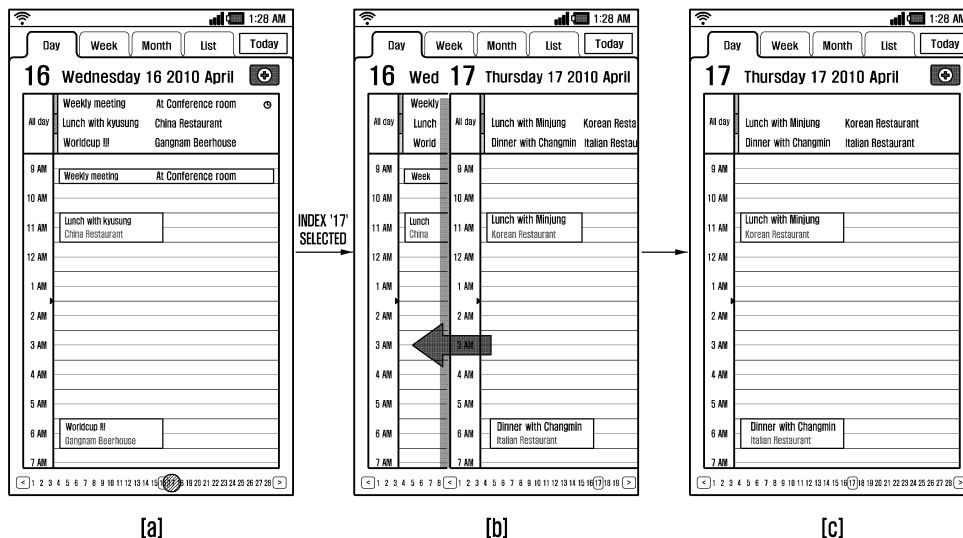 1:28 AM
Day Week Month List Today
16 Wednesday 16 2010 April
All day
Weekly meeting At Conference room
Lunch with kyusung China Restaurant
Worldcup !!! Gangnam Beerhouse
9 AM
Weekly meeting At Conference room
10 AM
11 AM
Lunch with kyusung
China Restaurant
12 AM
1 AM
2 AM
3 AM
4 AM
5 AM
6 AM
Worldcup !!!
Gangnam Beerhouse
7 AM
< 1 2 3 4 5 6 7 8 9 10 11 12 13 14 15 16 17 18 19 20 21 22 23 24 25 26 27 28 >
[a]
INDEX '17'
SELECTED
1:28 AM
Day Week Month List Today
16 Wed
All day
Weekly
Lunch
World
9 AM
Week
10 AM
11 AM
Lunch
China
12 AM
1 AM
2 AM
3 AM
4 AM
5 AM
6 AM
7 AM
< 1 2 3 4 5 6 7 8
17 Thursday 17 2010 April
All day
Lunch with Minjung Korean Resta
Dinner with Changmin Italian Restau
9 AM
10 AM
11 AM
Lunch with Minjung
Korean Restaurant
12 AM
1 AM
2 AM
3 AM
4 AM
5 AM
6 AM
Dinner with Changmin
Italian Restaurant
7 AM
< 1 2 3 4 5 6 7 8 9 10 11 12 13 14 15 16 17 18 19 >
[b]
1:28 AM
Day Week Month List Today
17 Thursday 17 2010 April
All day
Lunch with Minjung Korean Restaurant
Dinner with Changmin Italian Restaurant
9 AM
10 AM
11 AM
Lunch with Minjung
Korean Restaurant
12 AM
1 AM
2 AM
3 AM
4 AM
5 AM
6 AM
Dinner with Changmin
Italian Restaurant
7 AM
< 1 2 3 4 5 6 7 8 9 10 11 12 13 14 15 16 17 18 19 20 21 22 23 24 25 26 27 28 >
[c]